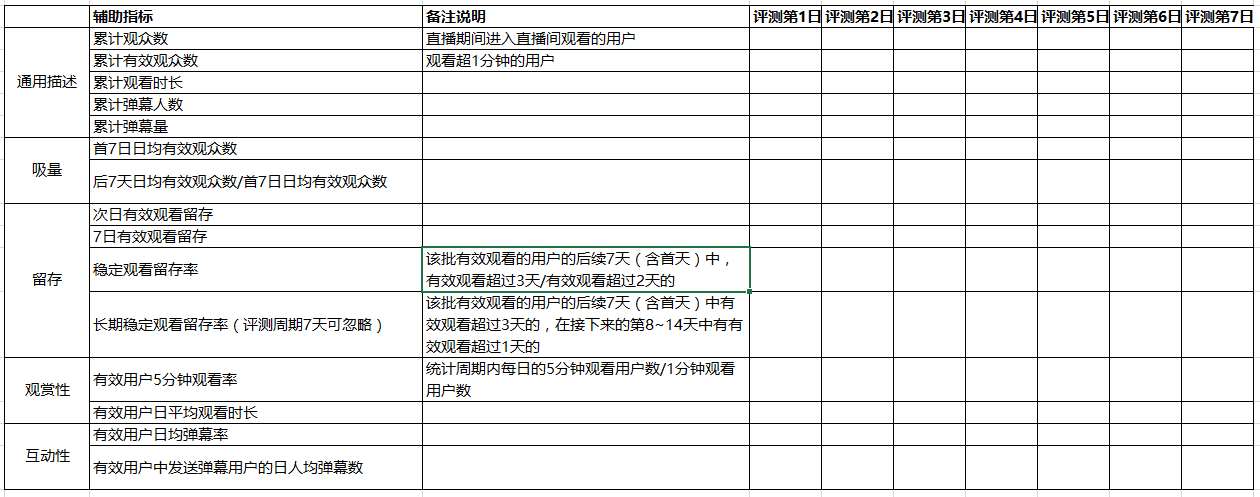 辅助指标 备注说明 评测第1日 评测第2日 评测第3日 评测第4日 评测第5日 评测第6日 评测第7日
通用描述
累计观众数 直播期间进入直播间观看的用户
累计有效观众数 观看超1分钟的用户
累计观看时长
累计弹幕人数
累计弹幕量
吸量
首7日日均有效观众数
后7天日均有效观众数/首7日日均有效观众数
留存
次日有效观看留存
7日有效观看留存
稳定观看留存率
该批有效观看的用户的后续7天（含首天）中，
有效观看超过3天/有效观看超过2天的
长期稳定观看留存率（评测周期7天可忽略）
该批有效观看的用户的后续7天（含首天）中有
效观看超过3天的，在接下来的第8~14天中有有
效观看超过1天的
观赏性
有效用户5分钟观看率
统计周期内每日的5分钟观看用户数/1分钟观看
用户数
有效用户日平均观看时长
互动性
有效用户日均弹幕率
有效用户中发送弹幕用户的日人均弹幕数